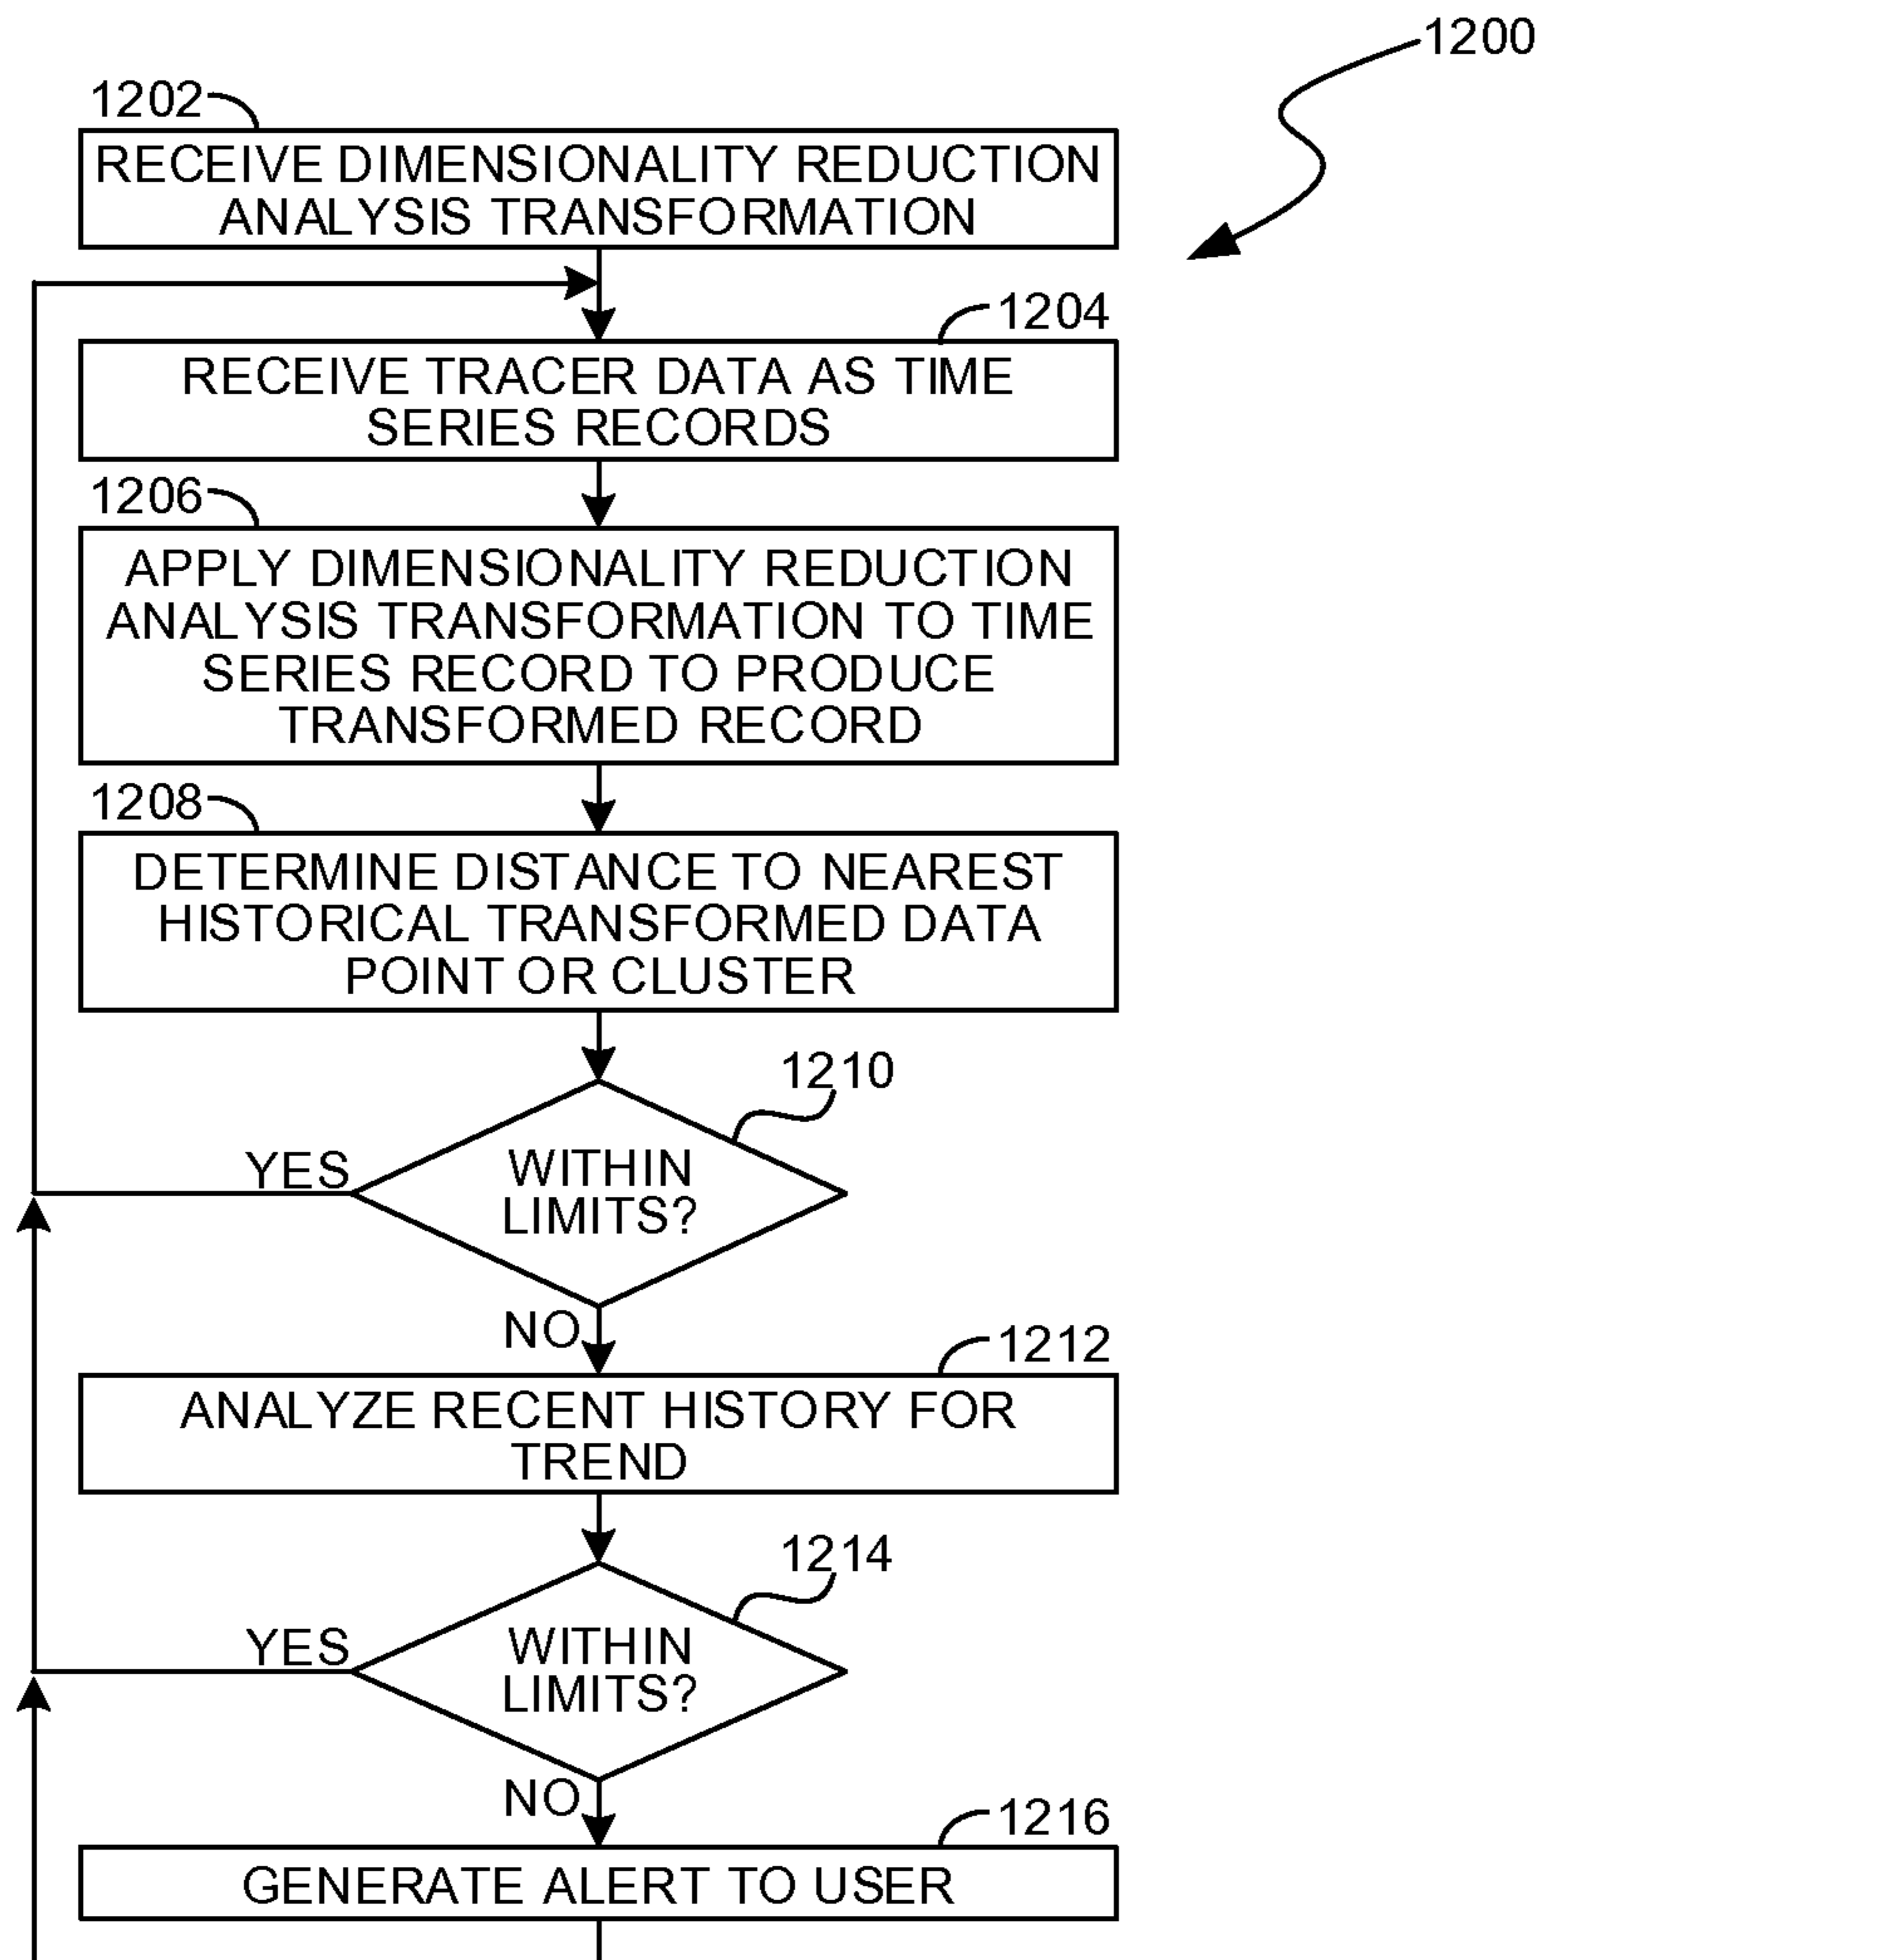 1200
1202
RECEIVE DIMENSIONALITY REDUCTION
ANALYSIS TRANSFORMATION
1204
RECEIVE TRACER DATA AS TIME
SERIES RECORDS
1206
APPLY DIMENSIONALITY REDUCTION
ANALYSIS TRANSFORMATION TO TIME
SERIES RECORD TO PRODUCE
TRANSFORMED RECORD
1208
DETERMINE DISTANCE TO NEAREST
HISTORICAL TRANSFORMED DATA
POINT OR CLUSTER
1210
YES
WITHIN
LIMITS?
NO
1212
ANALYZE RECENT HISTORY FOR
TREND
1214
YES
WITHIN
LIMITS?
NO
1216
GENERATE ALERT TO USER